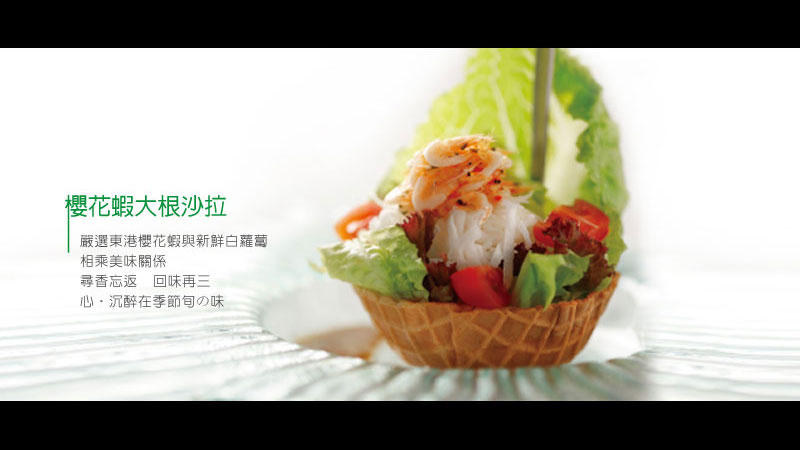 櫻花蝦大根沙拉
嚴選東港櫻花蝦與新鮮白蘿蔔
相乘美味關係
尋香忘返　回味再三
心・沉醉在季節旬の味